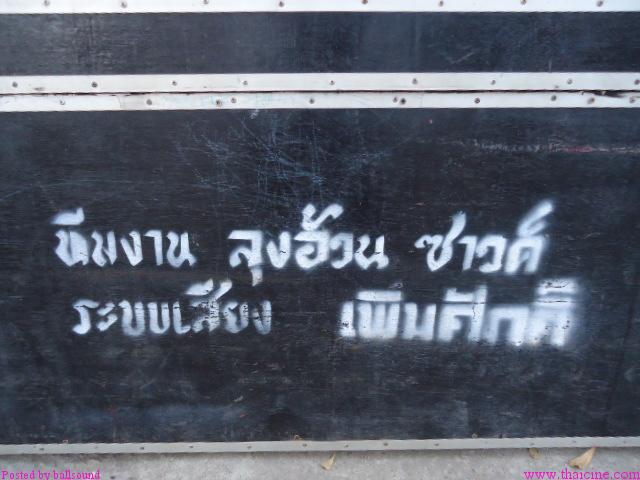 ทีมงาน ลุงอ้วน ซาวด์
ระบบเสียง เพิ่มศักดิ์
Posted by ballsound
www.thaicine.com